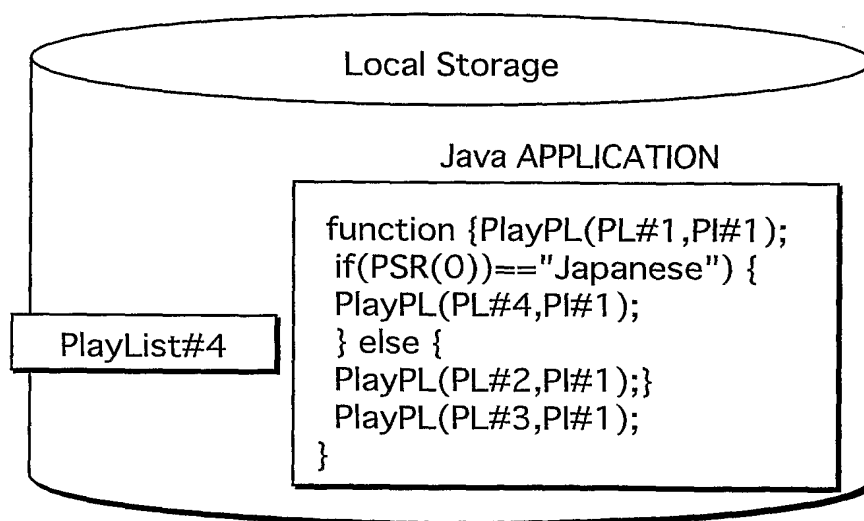 Local Storage
Java APPLICATION
function {PlayPL(PL#1,PI#1);
if(PSR(0))=="Japanese") {
PlayPL(PL#4,PI#1);
} else {
PlayPL(PL#2,PI#1);}
PlayPL(PL#3,PI#1);
}
PlayList#4